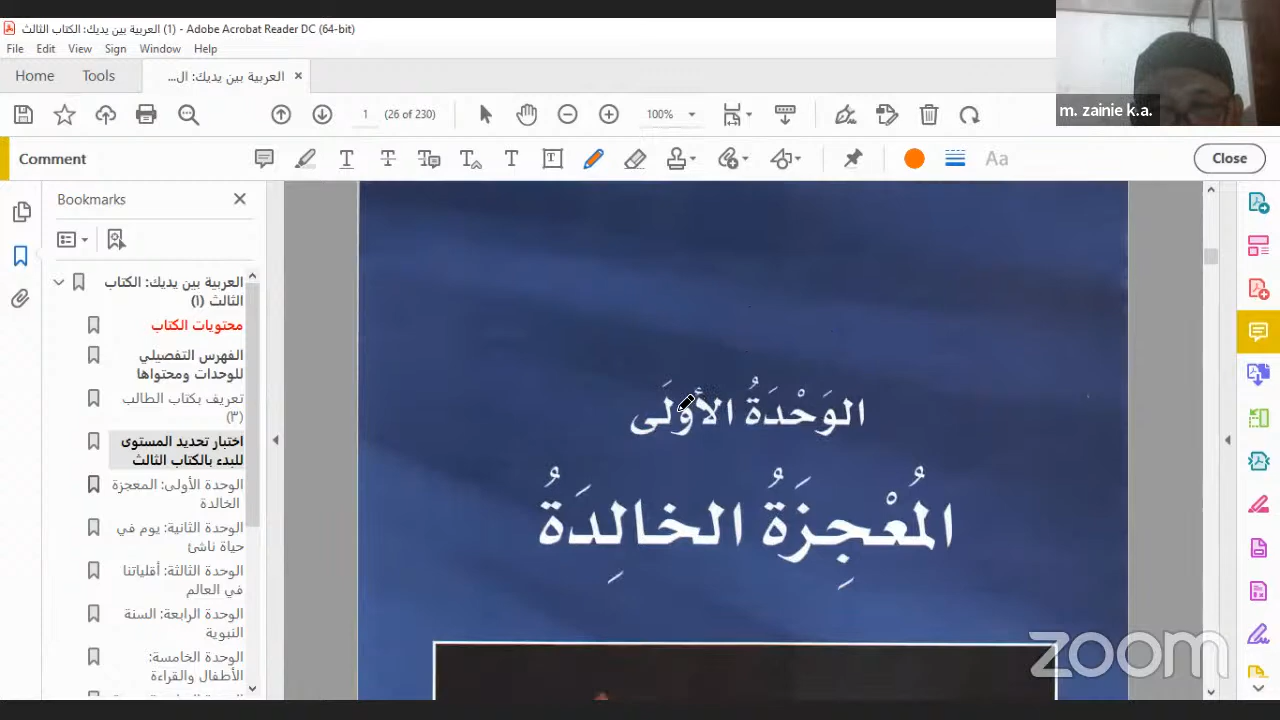 العربية بين يديك: الكتاب الثالث (1) - Adobe Acrobat Reader DC (64-bit)
File Edit View Sign Window Help
Home Tools العربية بين يديك: ال...
1 (26 of 230) 100%
m. zainie k.a.
Comment
Aa
Close
Bookmarks
العربية بين يديك: الكتاب
الثالث (١)
محتويات الكتاب
الفهرس التفصيلي
للوحدات ومحتواها
تعريف بكتاب الطالب
(٣)
اختبار تحديد المستوى
للبدء بالكتاب الثالث
الوحدة الأولى: المعجزة
الخالدة
الوحدة الثانية: يوم في
حياة ناشئ
الوحدة الثالثة: أقلياتنا
في العالم
الوحدة الرابعة: السنة
النبوية
الوحدة الخامسة:
الأطفال والقراءة
الوَحْدَةُ الأُولَى
المُعْجِزَةُ الخالِدَةُ
zoom